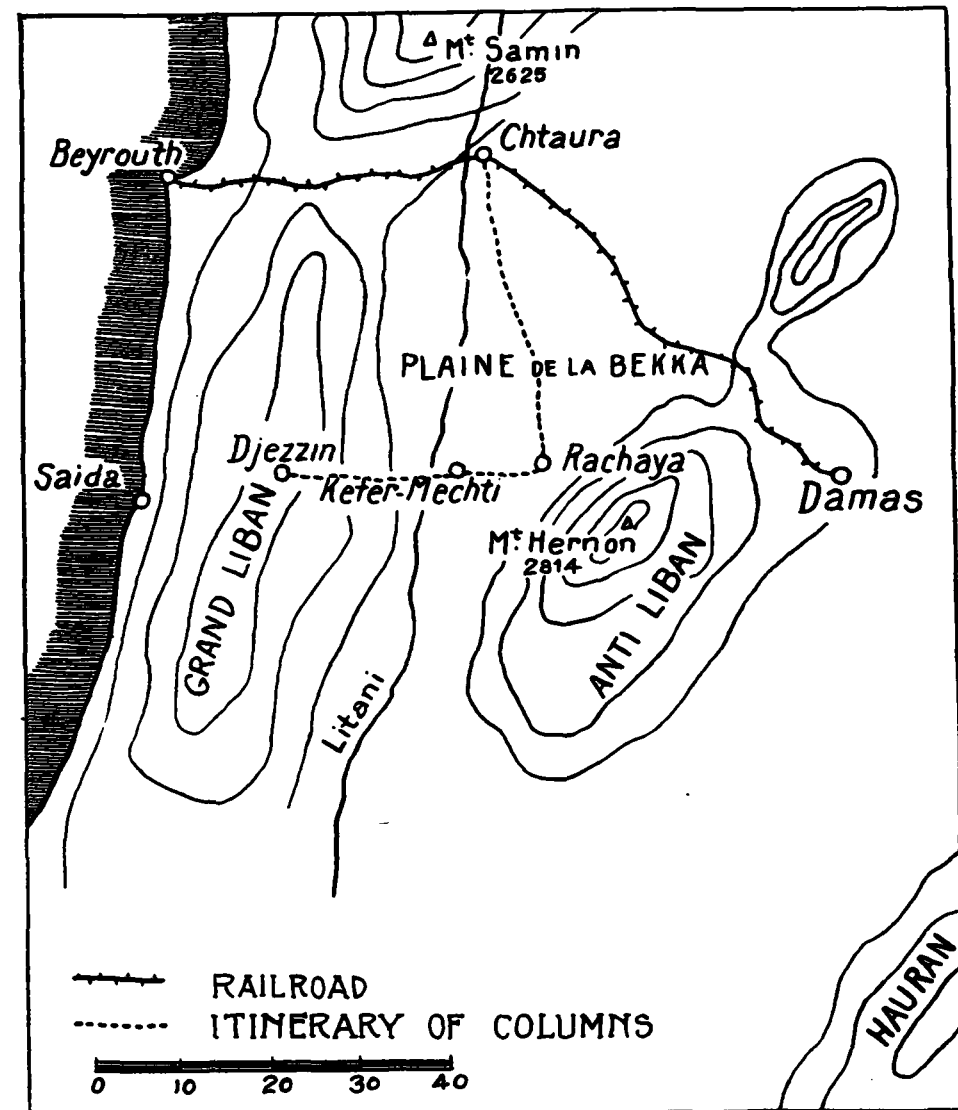 Mt. Samin
2625
Beyrouth
Chtaura
PLAINE DE LA BEKKA
Djezzin
Rachaya
Saida
Kefer-Mechti
Damas
Mt. Hernon
2814
GRAND LIBAN
ANTI LIBAN
Litani
HAURAN
RAILROAD
ITINERARY OF COLUMNS
0 10 20 30 40